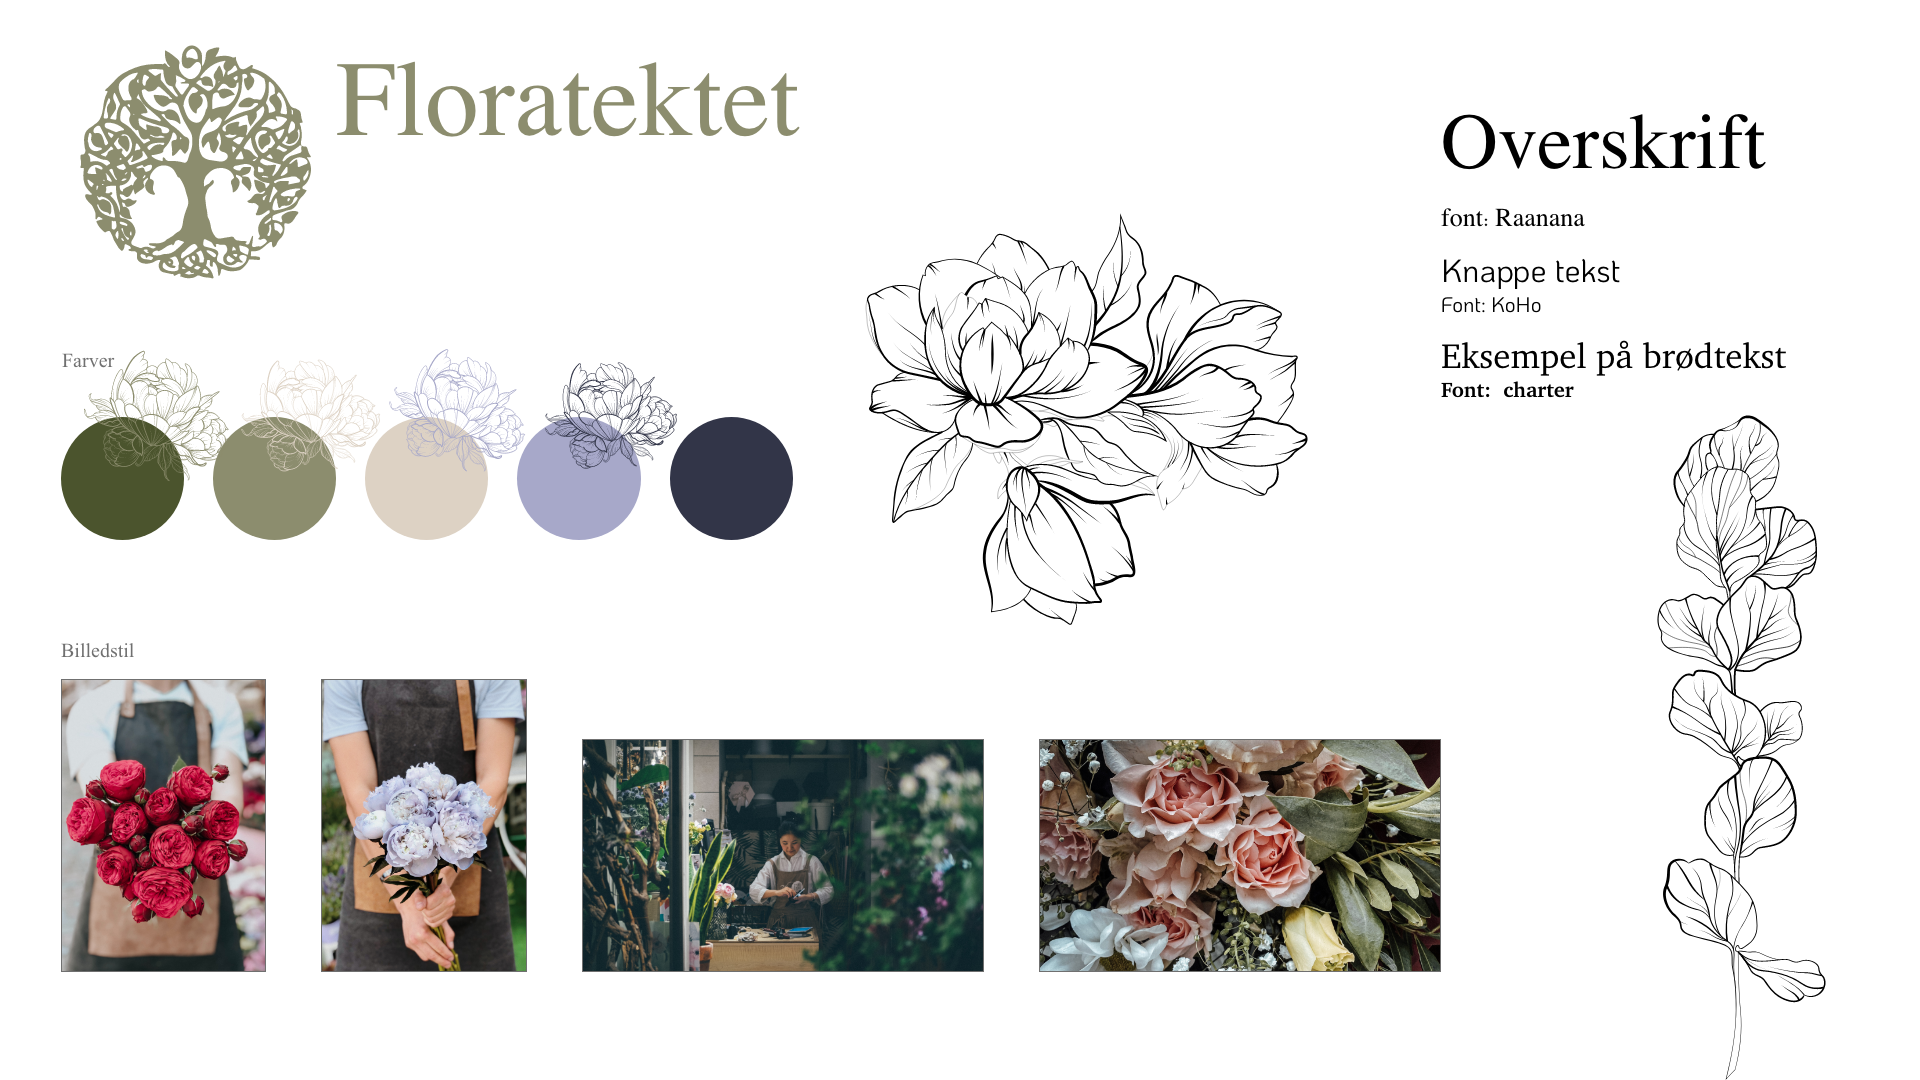 Floratektet
Overskrift
font: Raanana
Knappe tekst
Font: KoHo
Eksempel på brødtekst
Font: charter
Farver
Billedstil